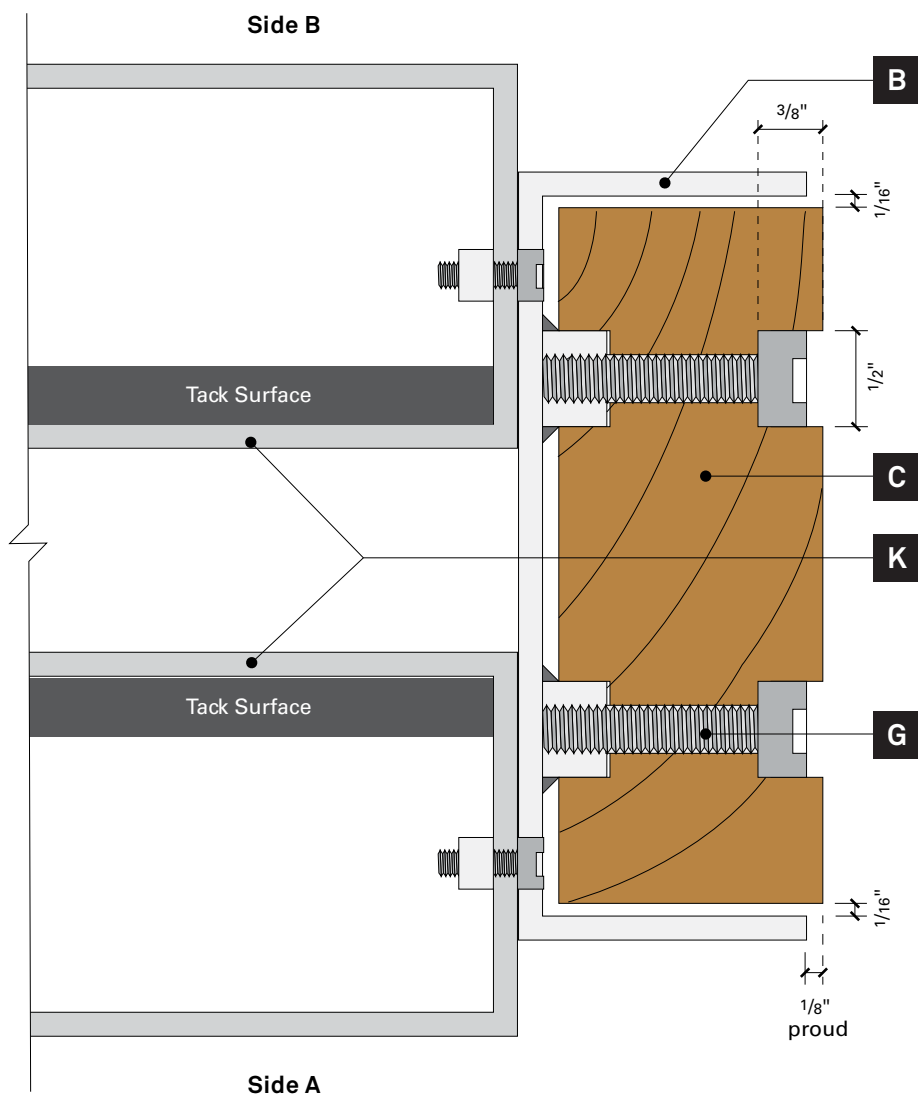 Side B
B
3/8"
1/16"
1/2"
Tack Surface
C
K
Tack Surface
G
1/16"
1/8"
proud
Side A